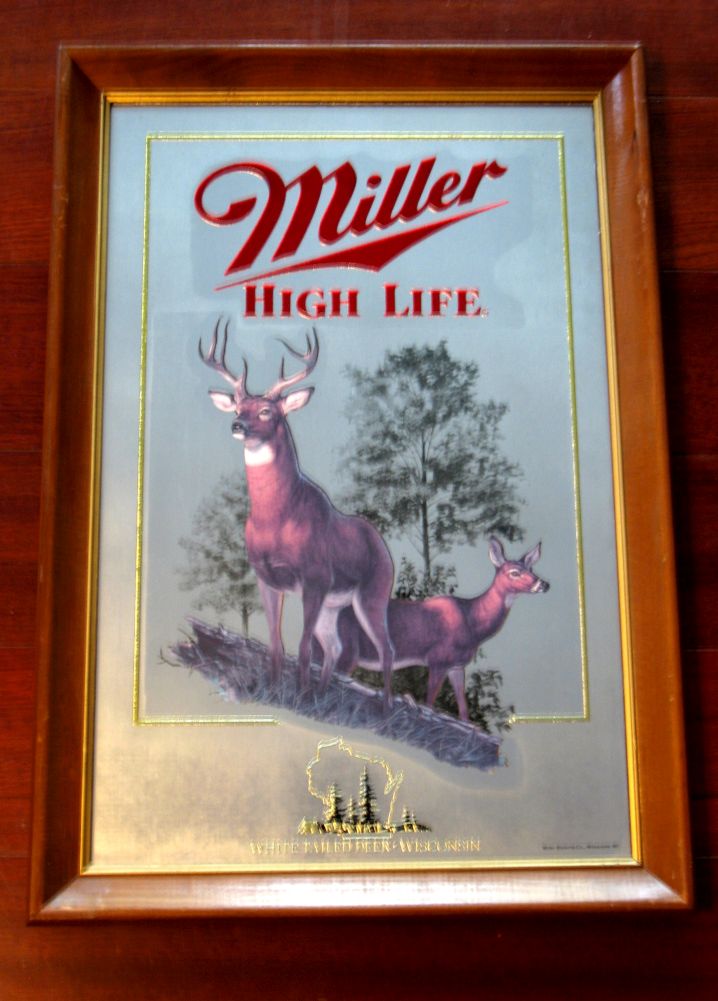 Miller
HIGH LIFE
WHITE TAILED DEER · WISCONSIN